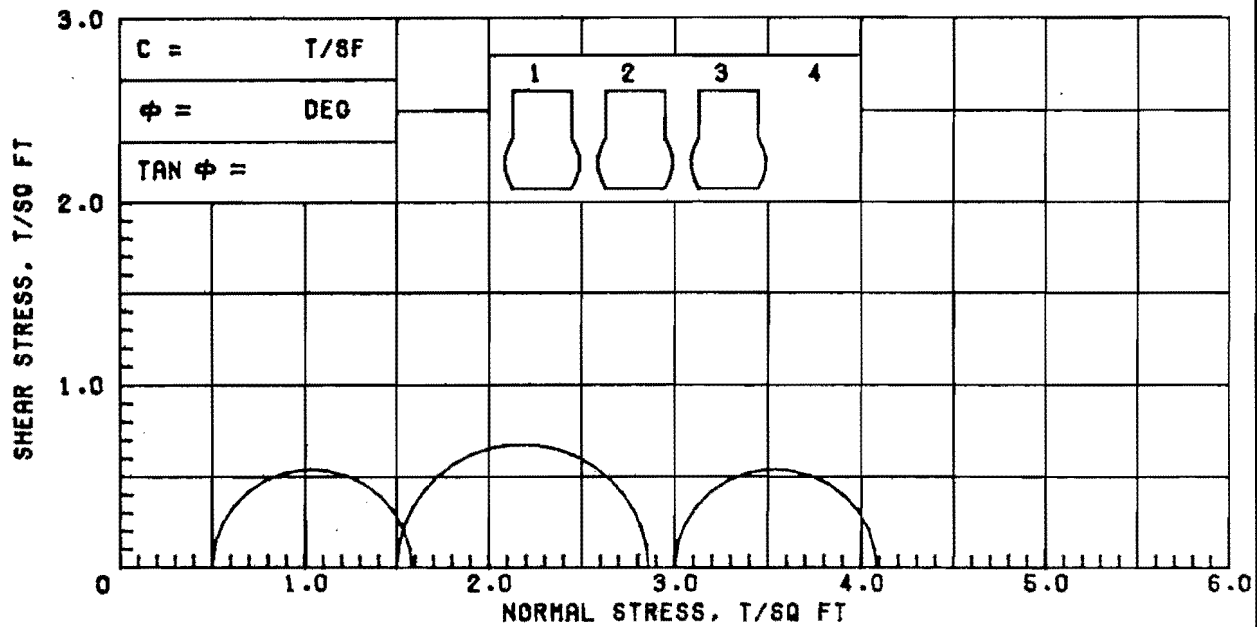 3.0
C = T/SF
φ = DEG
TAN φ =
1 2 3 4
2.0
1.0
SHEAR STRESS, T/SQ FT
0 1.0 2.0 3.0 4.0 5.0 6.0
NORMAL STRESS, T/SQ FT